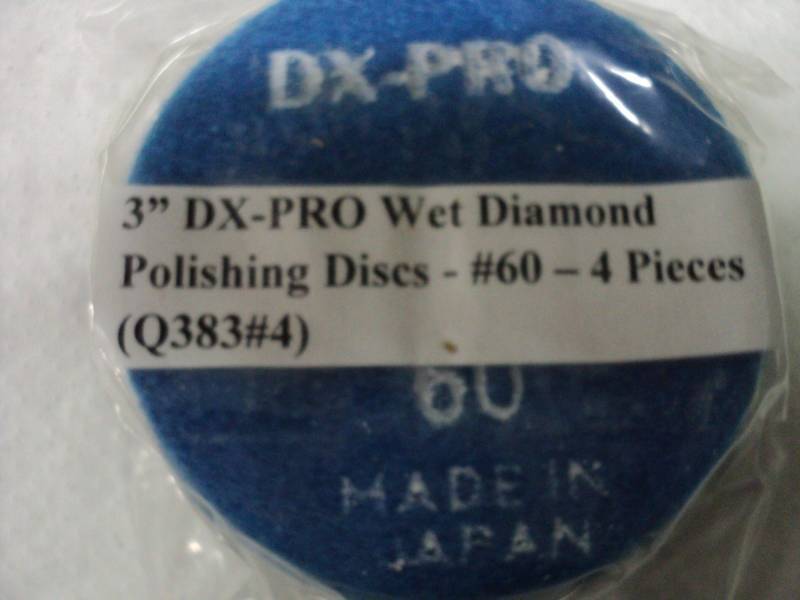 DX-PRO
3” DX-PRO Wet Diamond
Polishing Discs - #60 – 4 Pieces
(Q383#4)
60
MADE IN
JAPAN